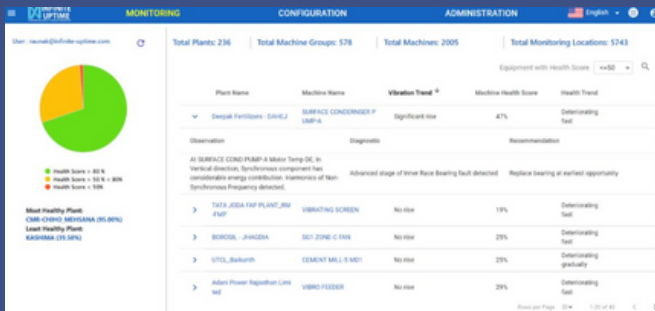 INFINITE UPTIME
MONITORING
CONFIGURATION
ADMINISTRATION
English
User : raunak@infinite-uptime.com
Total Plants: 236
Total Machine Groups: 578
Total Machines: 2005
Total Monitoring Locations: 5743
Equipment with Health Score <=50
Health Score > 80 %
Health Score > 50 % < 80%
Health Score < 50%
Most Healthy Plant:
CMR-CHIHO_MEHSANA (95.00%)
Least Healthy Plant:
KASHIMA (39.50%)
Plant Name
Machine Name
Vibration Trend
Machine Health Score
Health Trend
Deepak Fertilizers - DAHEJ
SURFACE CONDERNSER P
UMP-A
Significant rise
47%
Deteriorating
fast
Observation
Diagnostic
Recommendation
At SURFACE COND PUMP-A Motor Temp DE, In
Vertical direction, Synchronous component has
considerable energy contribution. Harmonics of Non-
Synchronous Frequency detected.
Advanced stage of Inner Race Bearing fault detected
Replace bearing at earliest opportunity
TATA JODA FAP PLANT_RM
VIBRATING SCREEN
No rise
19%
Deteriorating
fast
BOROSIL - JHAGDIA
DG1 ZONE-C FAN
No rise
25%
Deteriorating
fast
UTCL_Baikunth
CEMENT MILL-5 MD1
No rise
25%
Deteriorating
gradually
Adani Power Rajasthan Limi
ted
VIBRO FEEDER
No rise
29%
Deteriorating
fast
Rows per Page